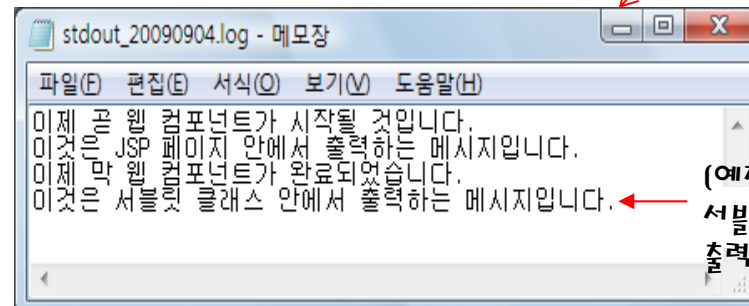 stdout_20090904.log - 메모장
파일(F) 편집(E) 서식(O) 보기(V) 도움말(H)
이제 곧 웹 컴포넌트가 시작될 것입니다.
이것은 JSP 페이지 안에서 출력하는 메시지입니다.
이제 막 웹 컴포넌트가 완료되었습니다.
이것은 서블릿 클래스 안에서 출력하는 메시지입니다.
(예
서블
출력